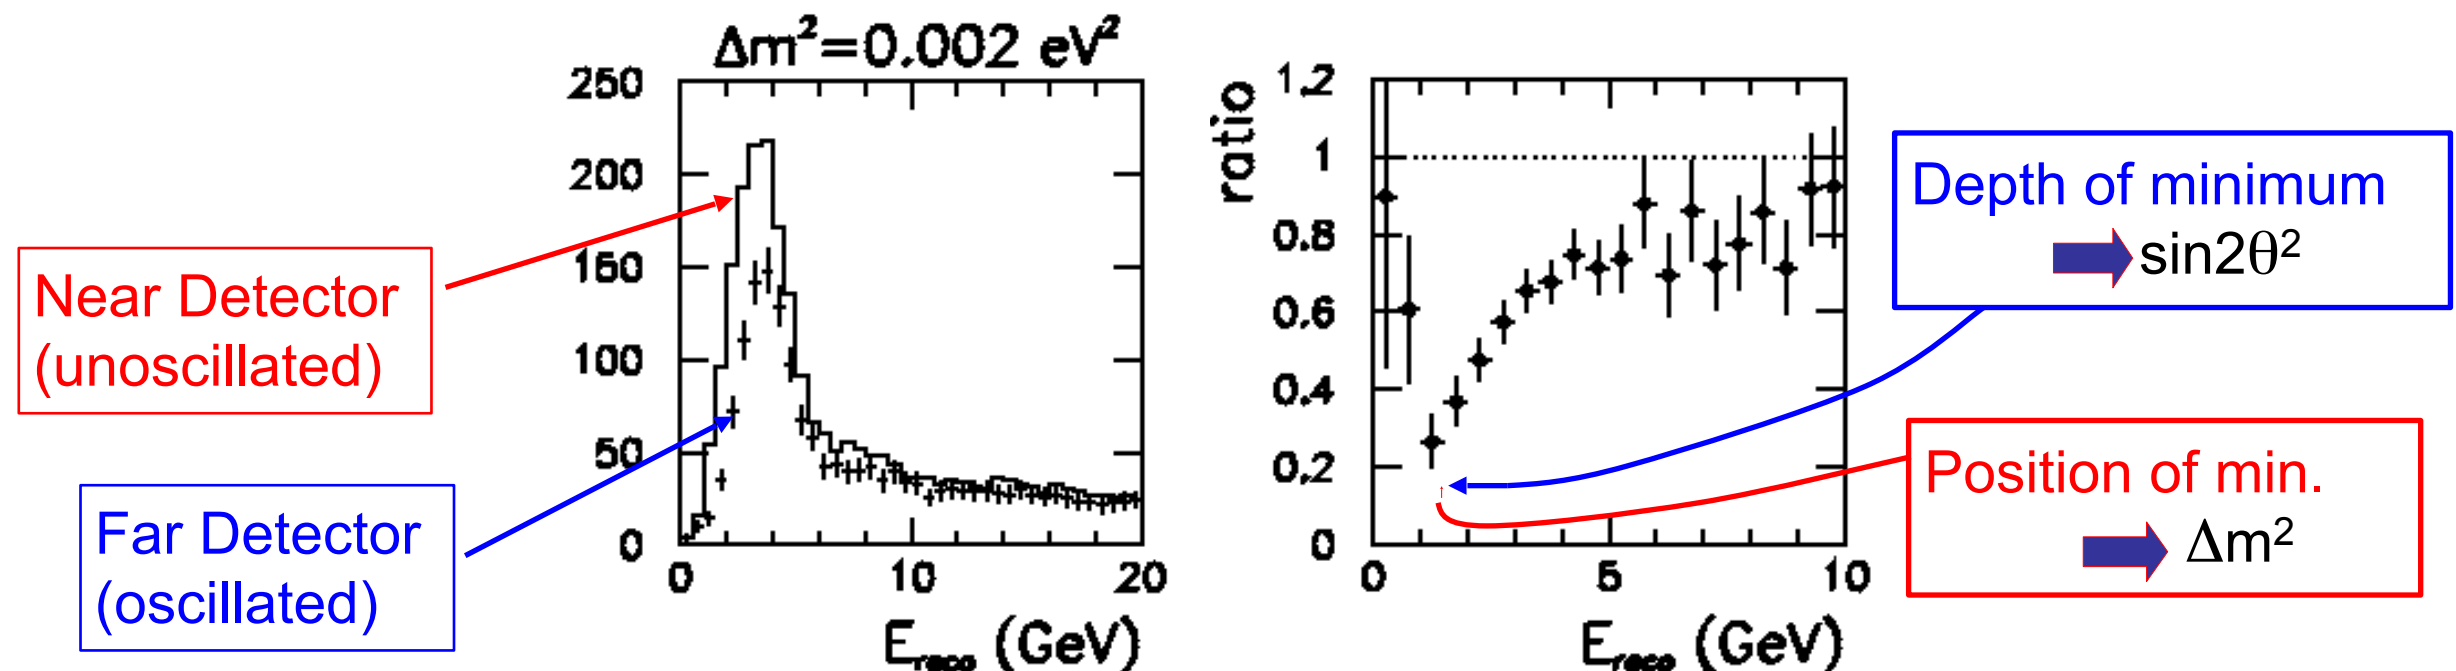 Δm²=0.002 eV²
250
200
150
100
50
0
0 10 20
E_reco (GeV)
Near Detector
(unoscillated)
Far Detector
(oscillated)
ratio
1.2
1
0.8
0.6
0.4
0.2
0
0 5 10
E_reco (GeV)
Depth of minimum
sin2θ²
Position of min.
Δm²